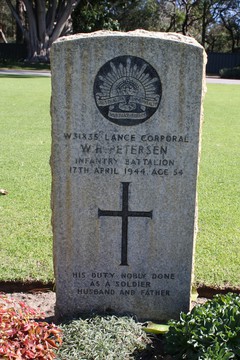 LANCE CORPORAL
W.H. PETERSEN
INFANTRY BATTALION
17TH APRIL 1944 AGE 54
HIS DUTY NOBLY DONE
AS A SOLDIER
HUSBAND AND FATHER